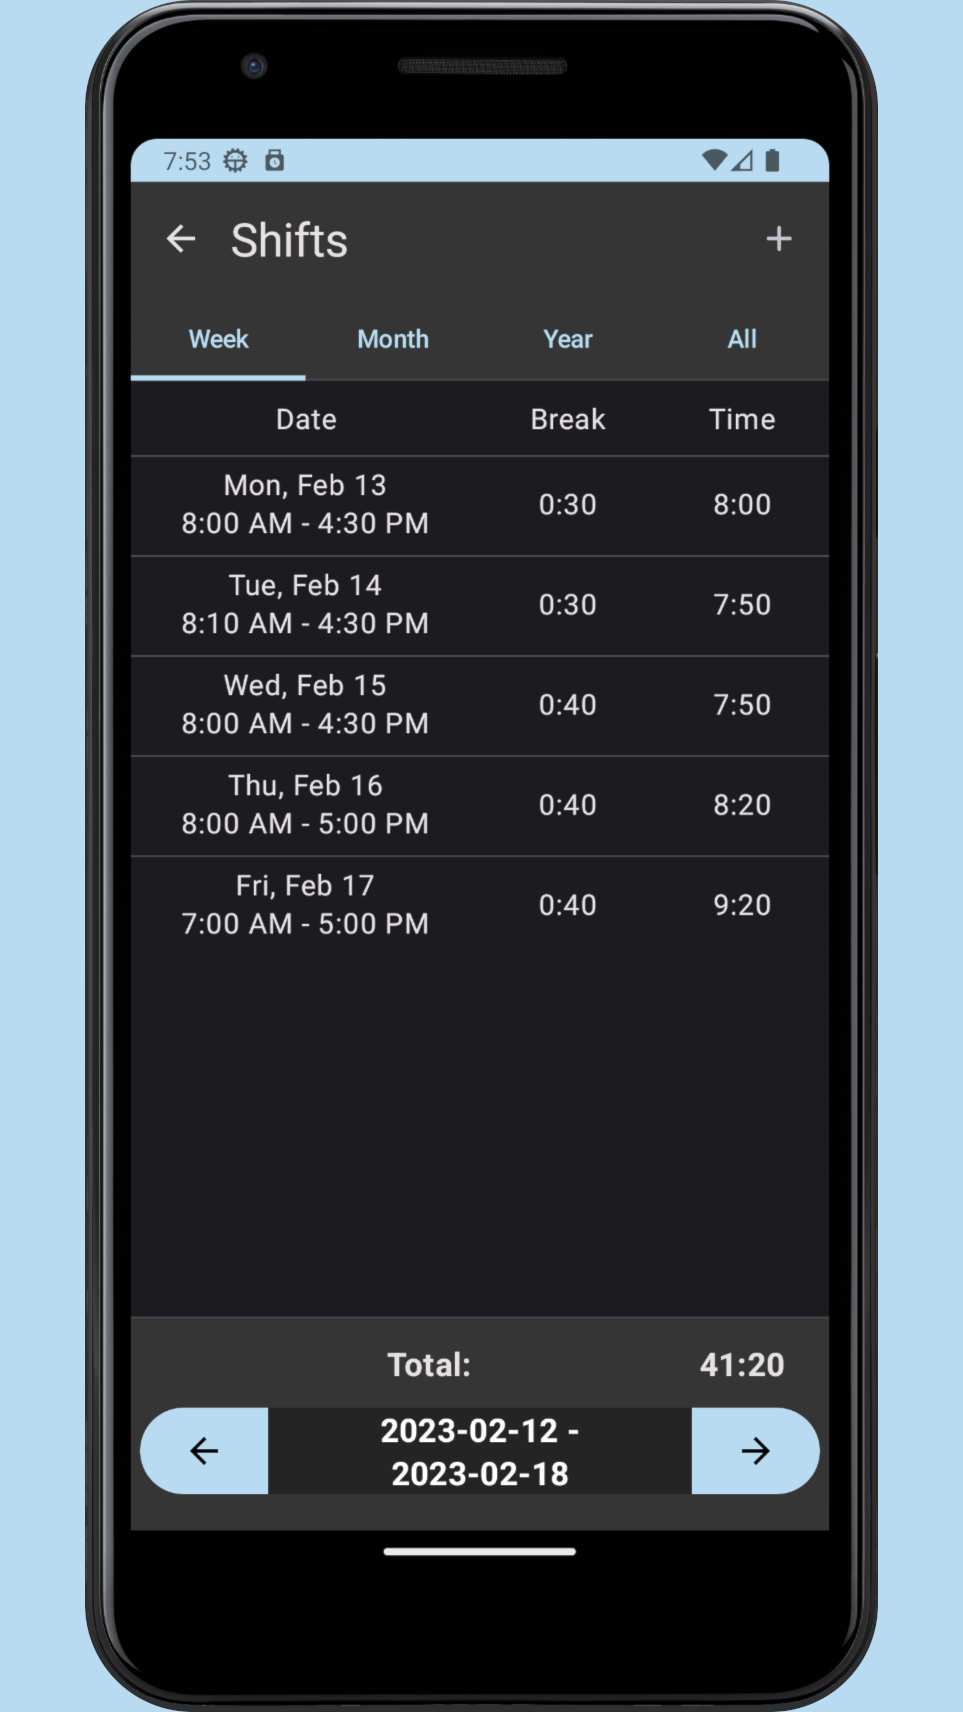 7:53
Shifts
Week Month Year All
Date Break Time
Mon, Feb 13
8:00 AM - 4:30 PM 0:30 8:00
Tue, Feb 14
8:10 AM - 4:30 PM 0:30 7:50
Wed, Feb 15
8:00 AM - 4:30 PM 0:40 7:50
Thu, Feb 16
8:00 AM - 5:00 PM 0:40 8:20
Fri, Feb 17
7:00 AM - 5:00 PM 0:40 9:20
Total: 41:20
2023-02-12 -
2023-02-18